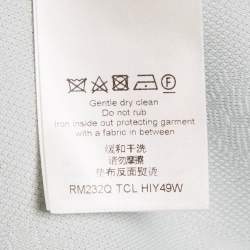 Gentle dry clean
Do not rub
Iron inside out protecting garment
with a fabric in between
缓和干洗
请勿摩擦
垫布反面熨烫
RM232Q TCL HIY49W